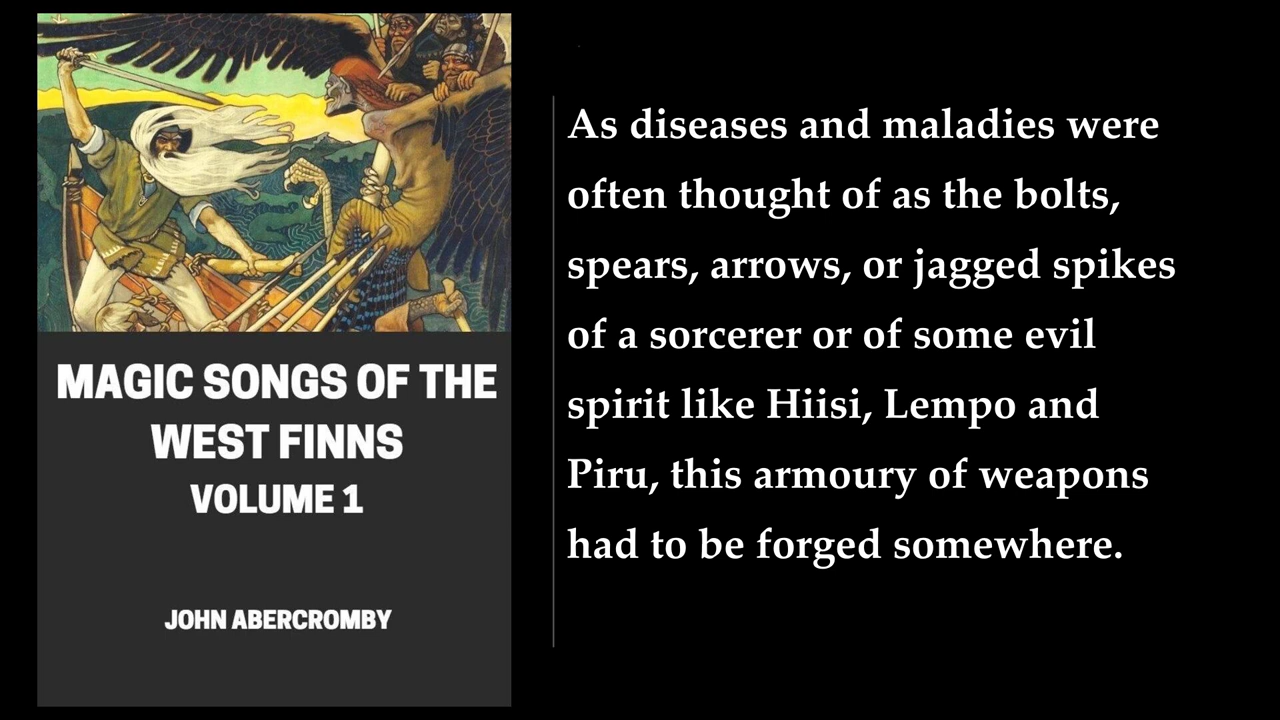 MAGIC SONGS OF THE
WEST FINNS
VOLUME 1
JOHN ABERCROMBY
As diseases and maladies were
often thought of as the bolts,
spears, arrows, or jagged spikes
of a sorcerer or of some evil
spirit like Hiisi, Lempo and
Piru, this armoury of weapons
had to be forged somewhere.